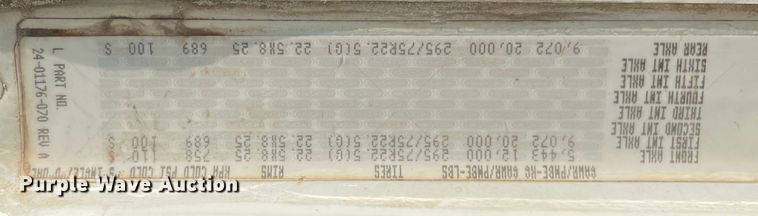 GAWR/PNBE-KG GAWR/PNBE-LBS TIRES RIMS KPA COLD PSI COLD
FRONT AXLE 5,443 12,000 295/75R22.5(G) 22.5X8.25 758 110
FIRST INT AXLE 9,072 20,000 295/75R22.5(G) 22.5X8.25 689 100 S
SECOND INT AXLE
THIRD INT AXLE
FOURTH INT AXLE
FIFTH INT AXLE
SIXTH INT AXLE
REAR AXLE 9,072 20,000 295/75R22.5(G) 22.5X8.25 689 100 S
L PART NO.
24-01176-070 REV A
Purple Wave Auction